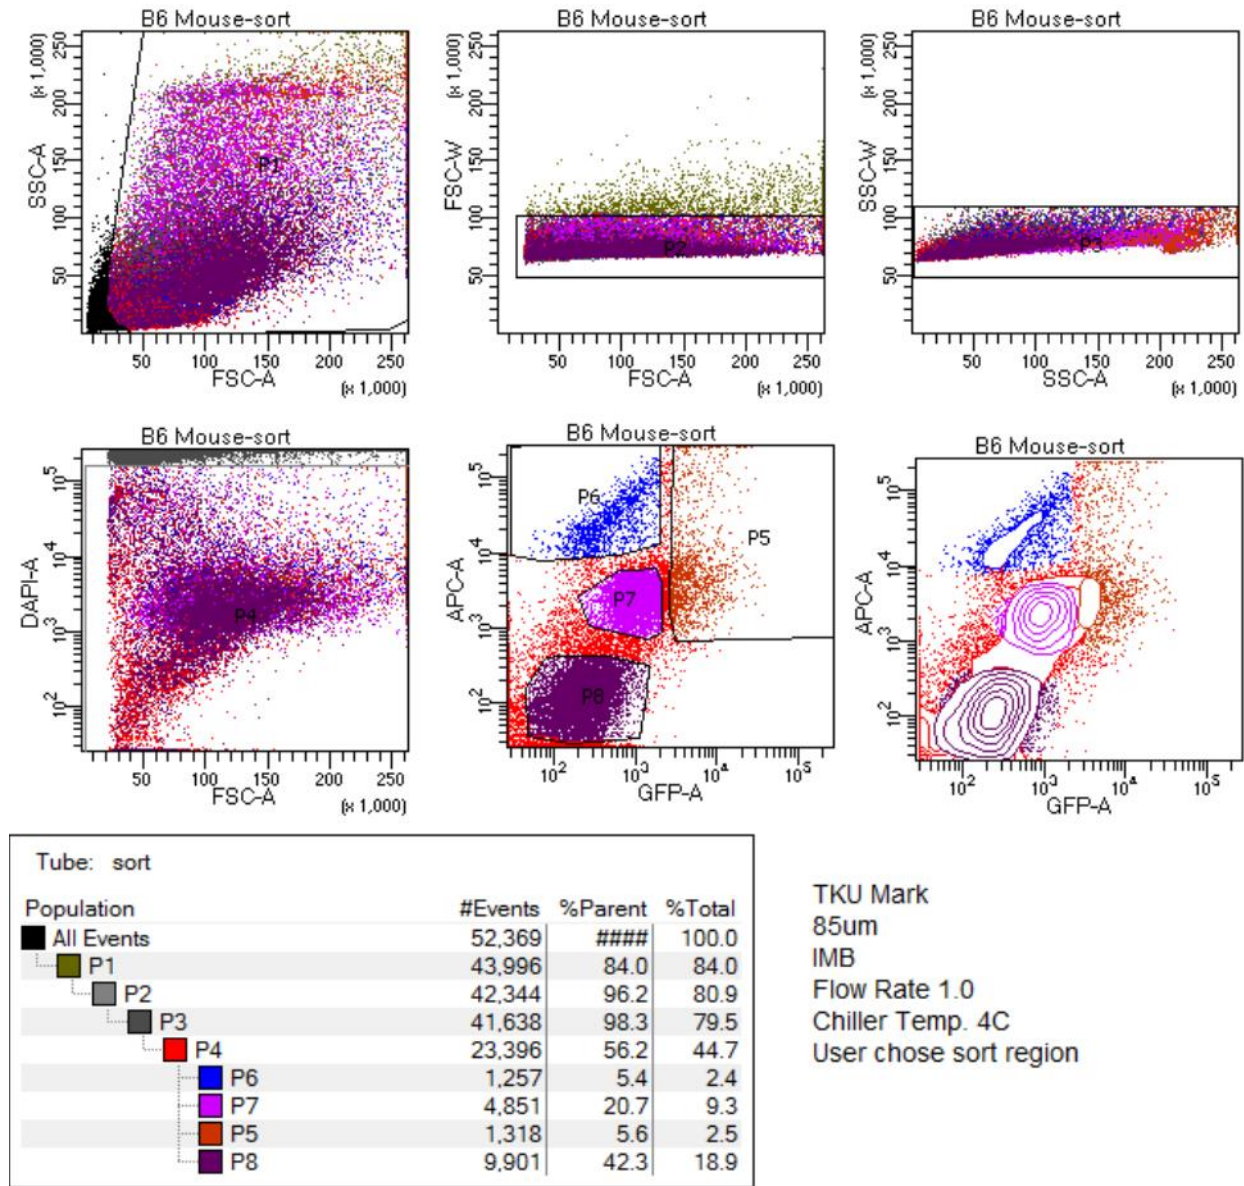 B6 Mouse-sort
SSC-A
(x 1,000)
250
200
150
100
50
P1
50 100 150 200 250
FSC-A
(x 1,000)
B6 Mouse-sort
FSC-W
(x 1,000)
250
200
150
100
50
P2
50 100 150 200 250
FSC-A
(x 1,000)
B6 Mouse-sort
SSC-W
(x 1,000)
250
200
150
100
50
P3
50 100 150 200 250
SSC-A
(x 1,000)
B6 Mouse-sort
DAPI-A
10^5
10^4
10^3
10^2
P4
50 100 150 200 250
FSC-A
(x 1,000)
B6 Mouse-sort
APC-A
10^5
10^4
10^3
10^2
P6
P5
P7
P8
10^2 10^3 10^4 10^5
GFP-A
B6 Mouse-sort
APC-A
10^5
10^4
10^3
10^2
10^2 10^3 10^4 10^5
GFP-A
Tube: sort
Population #Events %Parent %Total
All Events 52,369 #### 100.0
P1 43,996 84.0 84.0
P2 42,344 96.2 80.9
P3 41,638 98.3 79.5
P4 23,396 56.2 44.7
P6 1,257 5.4 2.4
P7 4,851 20.7 9.3
P5 1,318 5.6 2.5
P8 9,901 42.3 18.9
TKU Mark
85um
IMB
Flow Rate 1.0
Chiller Temp. 4C
User chose sort region